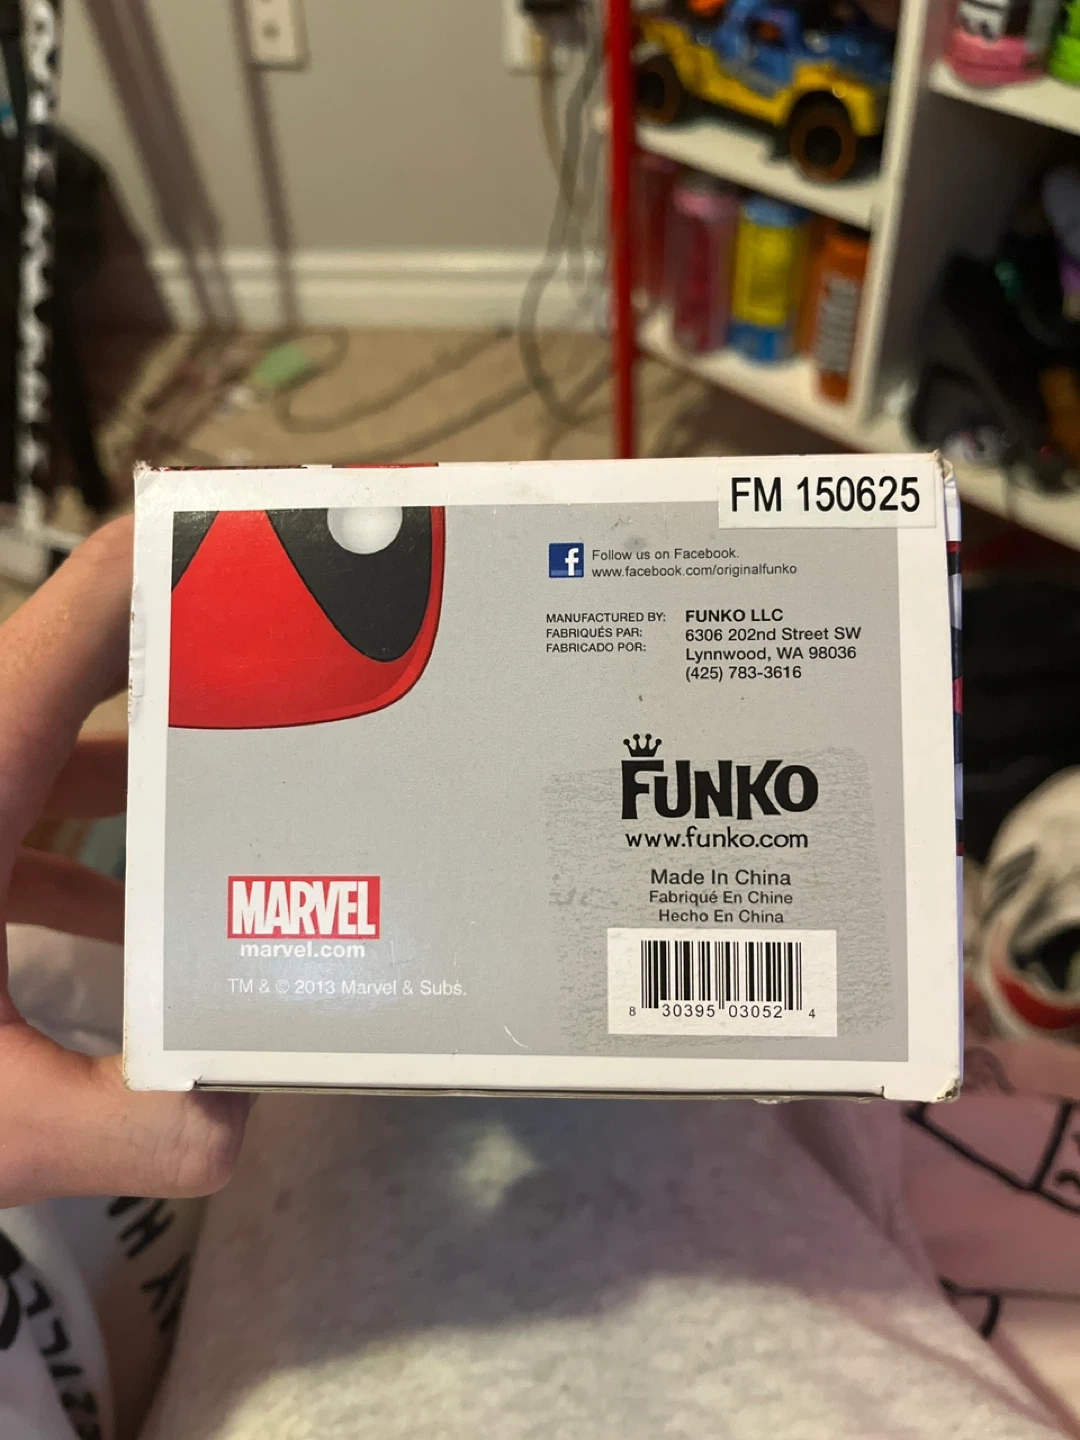 FM 150625
f
Follow us on Facebook.
www.facebook.com/originalfunko
MANUFACTURED BY: FUNKO LLC
FABRIQUÉS PAR: 6306 202nd Street SW
FABRICADO POR: Lynnwood, WA 98036
(425) 783-3616
FUNKO
www.funko.com
Made In China
Fabriqué En Chine
Hecho En China
MARVEL
marvel.com
TM & © 2013 Marvel & Subs.
8 30395 03052 4